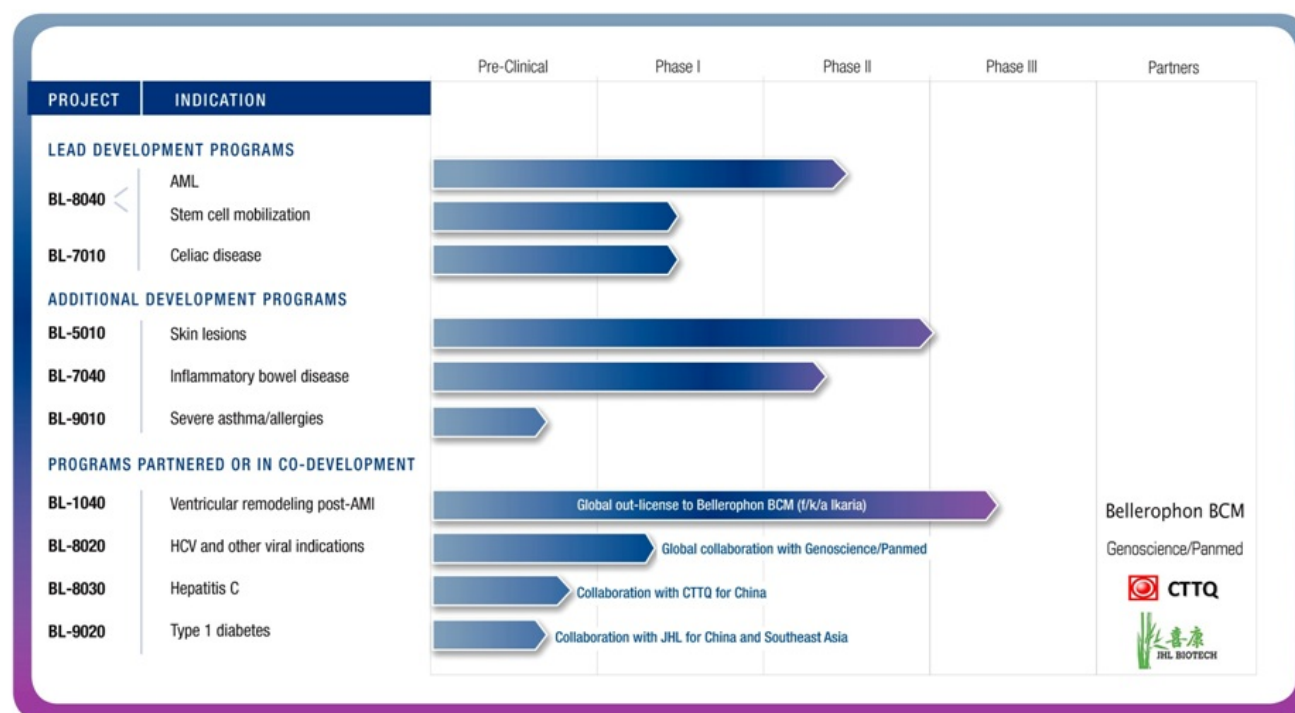 Pre-Clinical Phase I Phase II Phase III Partners
PROJECT INDICATION
LEAD DEVELOPMENT PROGRAMS
BL-8040 AML
Stem cell mobilization
BL-7010 Celiac disease
ADDITIONAL DEVELOPMENT PROGRAMS
BL-5010 Skin lesions
BL-7040 Inflammatory bowel disease
BL-9010 Severe asthma/allergies
PROGRAMS PARTNERED OR IN CO-DEVELOPMENT
BL-1040 Ventricular remodeling post-AMI Global out-license to Bellerophon BCM (f/k/a Ikaria) Bellerophon BCM
BL-8020 HCV and other viral indications Global collaboration with Genoscience/Panmed Genoscience/Panmed
BL-8030 Hepatitis C Collaboration with CTTQ for China CTTQ
BL-9020 Type 1 diabetes Collaboration with JHL for China and Southeast Asia 喜康
JHL BIOTECH